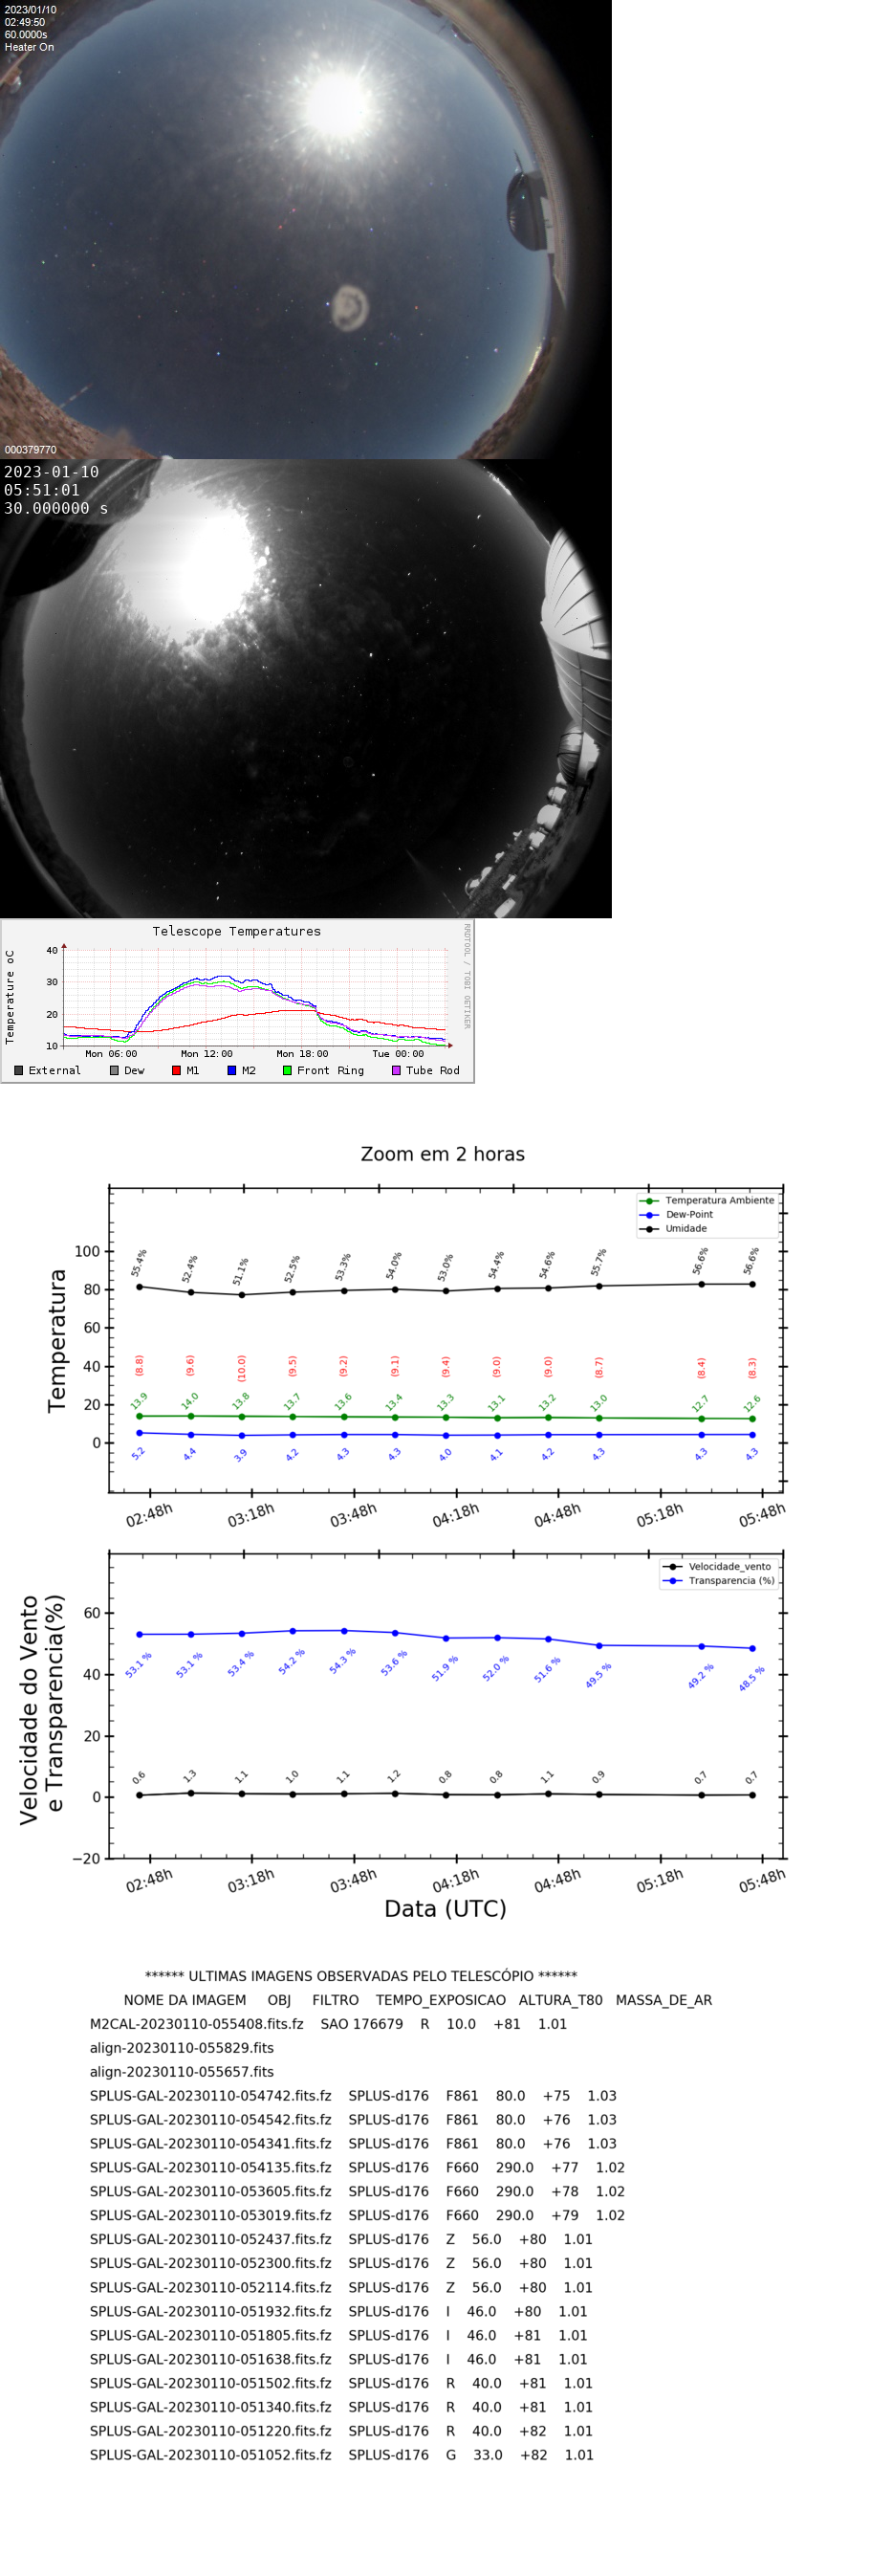 2023/01/10
02:49:50
60.0000s
Heater On
000379770
2023-01-10
05:51:01
30.000000 s
Telescope Temperatures
RRDTOOL / TOBI OETIKER
Temperature oC
40
30
20
10
Mon 06:00 Mon 12:00 Mon 18:00 Tue 00:00
External Dew M1 M2 Front Ring Tube Rod
Zoom em 2 horas
Temperatura Ambiente
Dew-Point
Umidade
Temperatura
100
80
60
40
20
0
55.4% 52.4% 51.1% 52.5% 53.3% 54.0% 53.0% 54.4% 54.6% 55.7% 56.6% 56.6%
(8.8) (9.6) (10.0) (9.5) (9.2) (9.1) (9.4) (9.0) (9.0) (8.7) (8.4) (8.3)
13.9 14.0 13.8 13.7 13.6 13.4 13.3 13.1 13.2 13.0 12.7 12.6
5.2 4.4 3.9 4.2 4.3 4.3 4.0 4.1 4.2 4.3 4.3 4.3
02:48h 03:18h 03:48h 04:18h 04:48h 05:18h 05:48h
Velocidade_vento
Transparencia (%)
Velocidade do Vento
e Transparencia(%)
60
40
20
0
−20
53.1 % 53.1 % 53.4 % 54.2 % 54.3 % 53.6 % 51.9 % 52.0 % 51.6 % 49.5 % 49.2 % 48.5 %
0.6 1.3 1.1 1.0 1.1 1.2 0.8 0.8 1.1 0.9 0.7 0.7
02:48h 03:18h 03:48h 04:18h 04:48h 05:18h 05:48h
Data (UTC)
****** ULTIMAS IMAGENS OBSERVADAS PELO TELESCÓPIO ******
NOME DA IMAGEM OBJ FILTRO TEMPO_EXPOSICAO ALTURA_T80 MASSA_DE_AR
M2CAL-20230110-055408.fits.fz SAO 176679 R 10.0 +81 1.01
align-20230110-055829.fits
align-20230110-055657.fits
SPLUS-GAL-20230110-054742.fits.fz SPLUS-d176 F861 80.0 +75 1.03
SPLUS-GAL-20230110-054542.fits.fz SPLUS-d176 F861 80.0 +76 1.03
SPLUS-GAL-20230110-054341.fits.fz SPLUS-d176 F861 80.0 +76 1.03
SPLUS-GAL-20230110-054135.fits.fz SPLUS-d176 F660 290.0 +77 1.02
SPLUS-GAL-20230110-053605.fits.fz SPLUS-d176 F660 290.0 +78 1.02
SPLUS-GAL-20230110-053019.fits.fz SPLUS-d176 F660 290.0 +79 1.02
SPLUS-GAL-20230110-052437.fits.fz SPLUS-d176 Z 56.0 +80 1.01
SPLUS-GAL-20230110-052300.fits.fz SPLUS-d176 Z 56.0 +80 1.01
SPLUS-GAL-20230110-052114.fits.fz SPLUS-d176 Z 56.0 +80 1.01
SPLUS-GAL-20230110-051932.fits.fz SPLUS-d176 I 46.0 +80 1.01
SPLUS-GAL-20230110-051805.fits.fz SPLUS-d176 I 46.0 +81 1.01
SPLUS-GAL-20230110-051638.fits.fz SPLUS-d176 I 46.0 +81 1.01
SPLUS-GAL-20230110-051502.fits.fz SPLUS-d176 R 40.0 +81 1.01
SPLUS-GAL-20230110-051340.fits.fz SPLUS-d176 R 40.0 +81 1.01
SPLUS-GAL-20230110-051220.fits.fz SPLUS-d176 R 40.0 +82 1.01
SPLUS-GAL-20230110-051052.fits.fz SPLUS-d176 G 33.0 +82 1.01